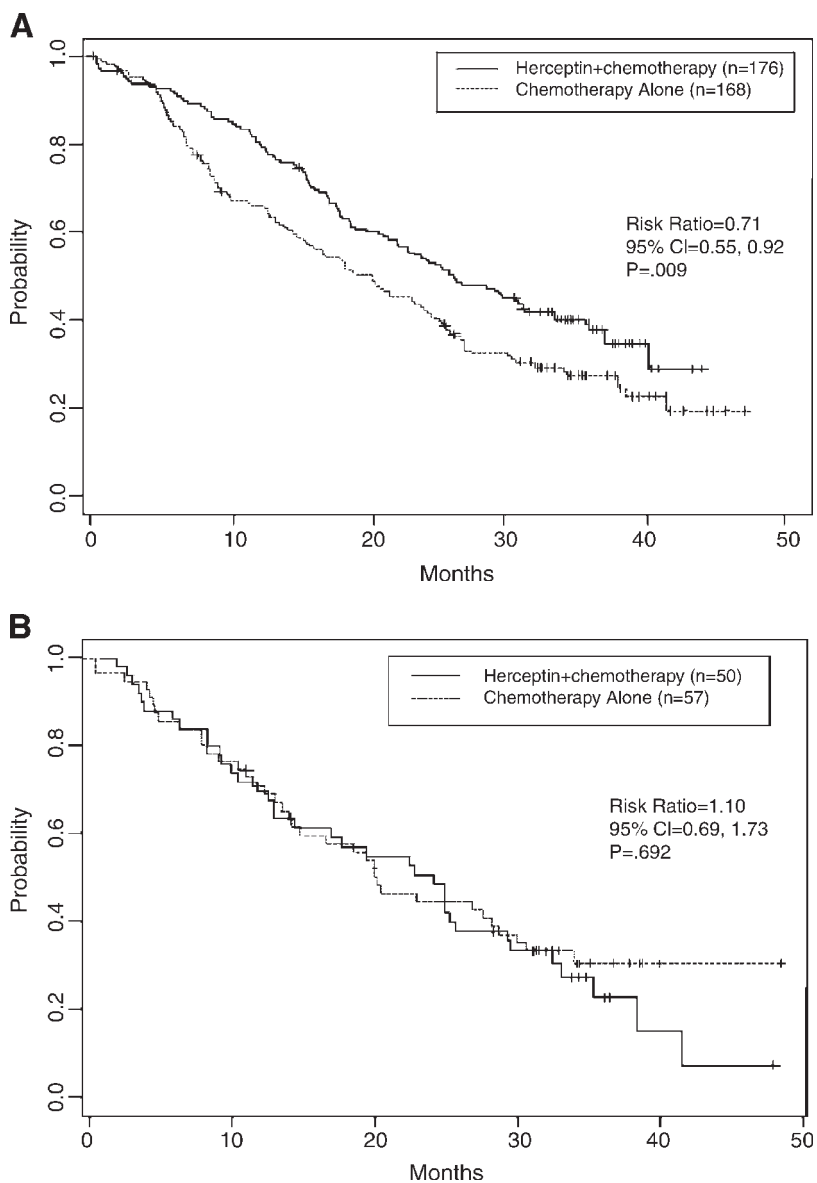 A
Herceptin+chemotherapy (n=176)
Chemotherapy Alone (n=168)
Risk Ratio=0.71
95% CI=0.55, 0.92
P=.009
Probability
1.0
0.8
0.6
0.4
0.2
0.0
0 10 20 30 40 50
Months
B
Herceptin+chemotherapy (n=50)
Chemotherapy Alone (n=57)
Risk Ratio=1.10
95% CI=0.69, 1.73
P=.692
Probability
1.0
0.8
0.6
0.4
0.2
0.0
0 10 20 30 40 50
Months